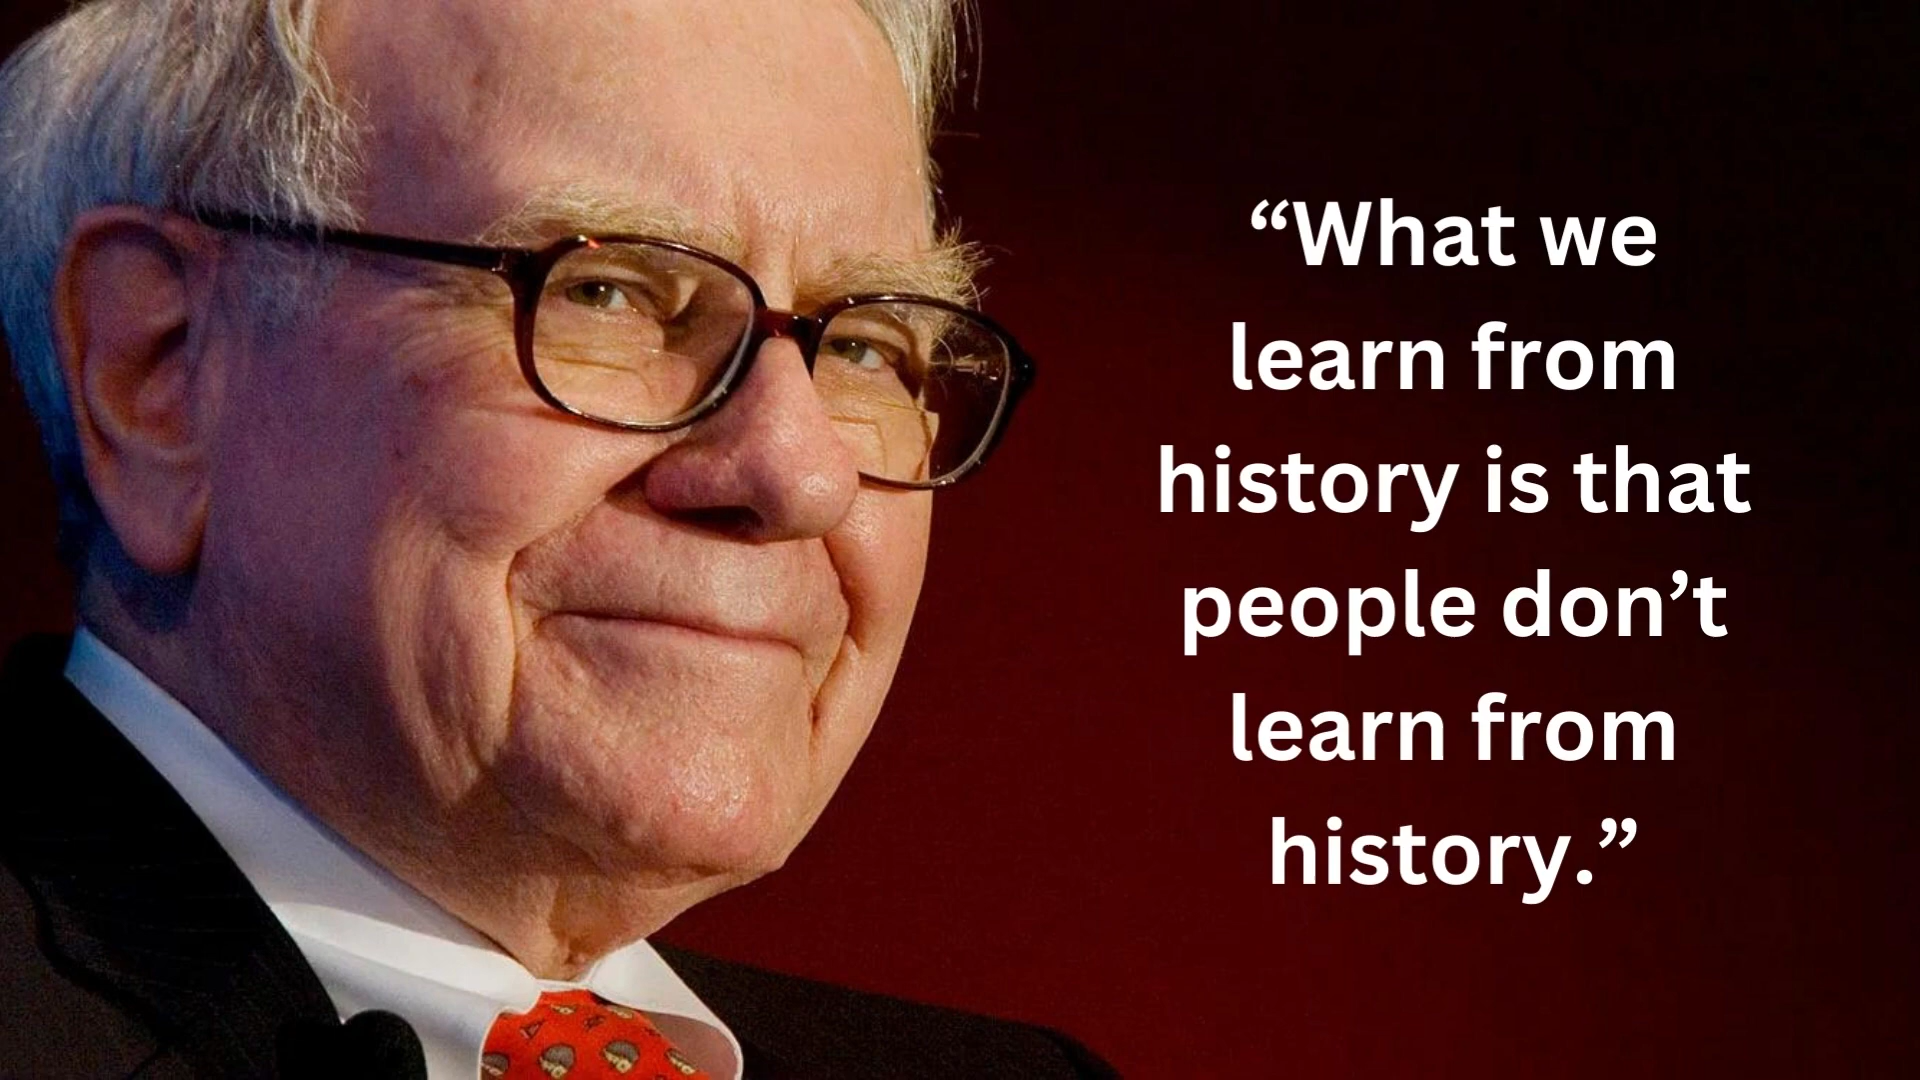 “What we
learn from
history is that
people don’t
learn from
history.”